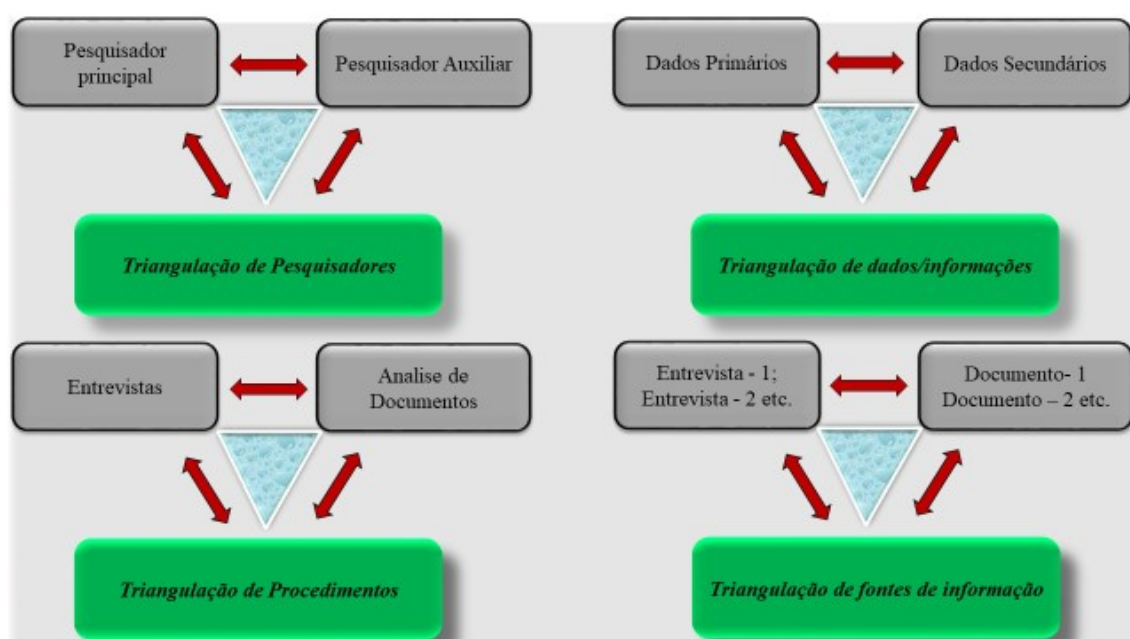 Pesquisador
principal
Pesquisador Auxiliar
Triangulação de Pesquisadores
Dados Primários
Dados Secundários
Triangulação de dados/informações
Entrevistas
Analise de
Documentos
Triangulação de Procedimentos
Entrevista - 1;
Entrevista - 2 etc.
Documento- 1
Documento – 2 etc.
Triangulação de fontes de informação